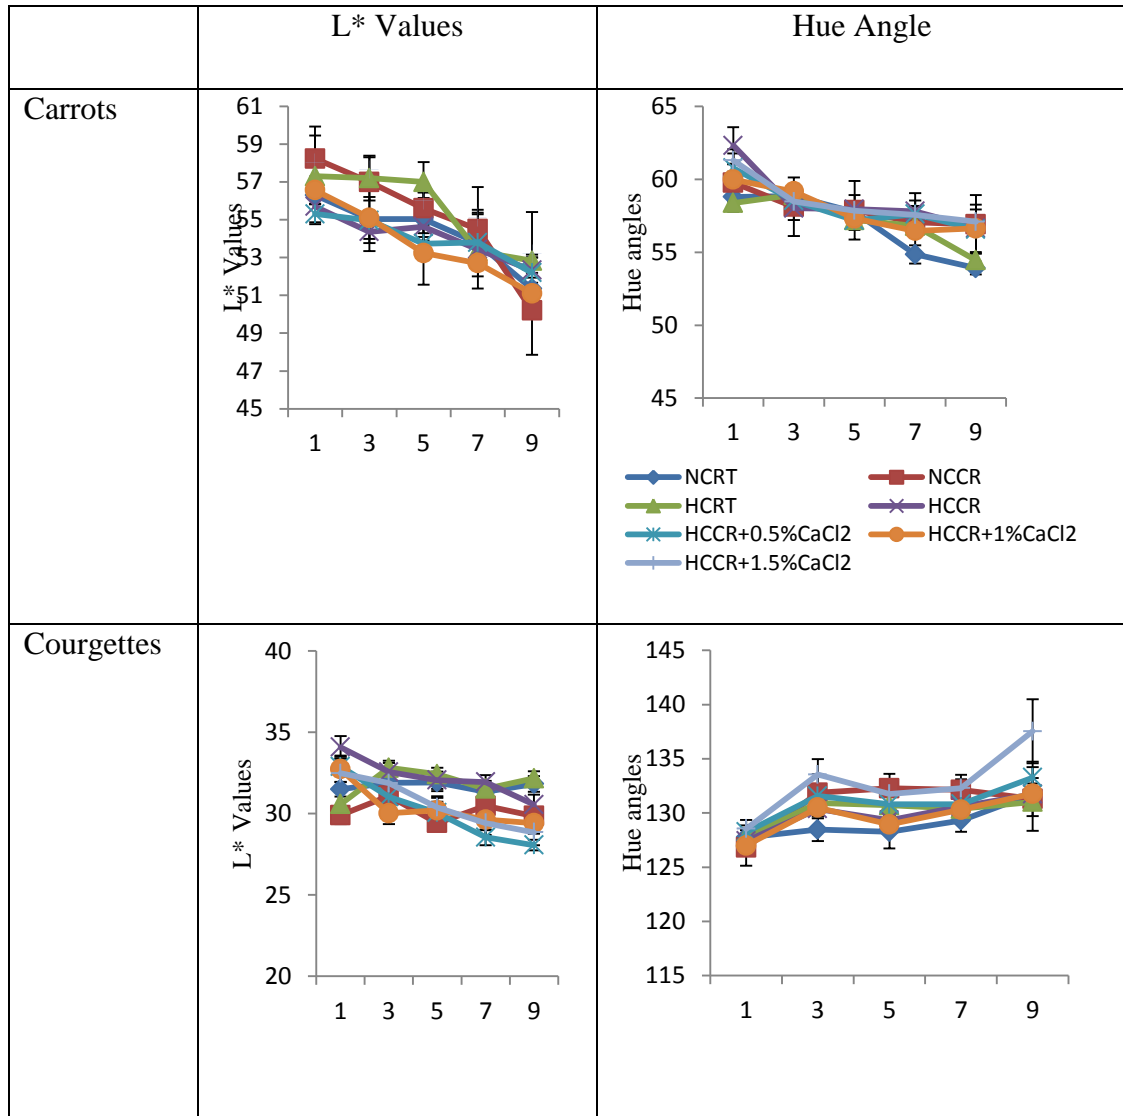 L* Values
Hue Angle
Carrots
61
59
57
55
53
51
49
47
45
L* Values
1 3 5 7 9
65
60
55
50
45
Hue angles
1 3 5 7 9
NCRT NCCR
HCRT HCCR
HCCR+0.5%CaCl2 HCCR+1%CaCl2
HCCR+1.5%CaCl2
Courgettes
40
35
30
25
20
L* Values
1 3 5 7 9
145
140
135
130
125
120
115
Hue angles
1 3 5 7 9